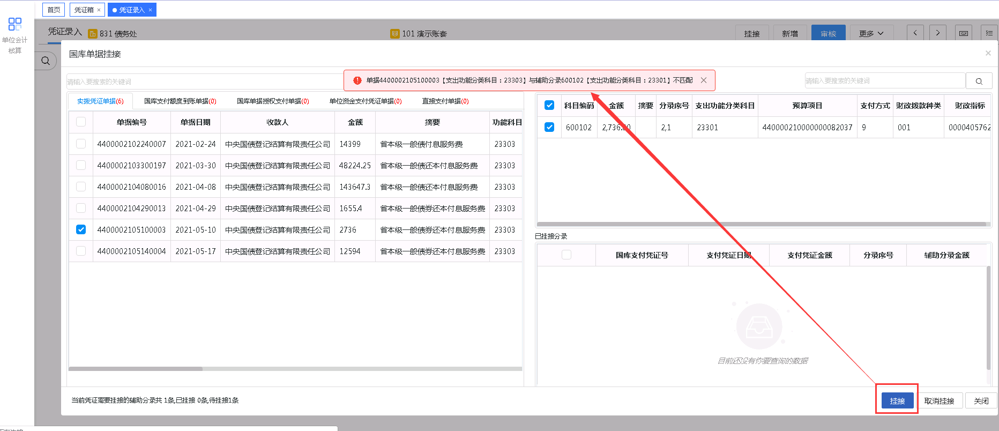 首页
凭证箱 ×
凭证录入 ×
单位会计
核算
凭证录入
831 债务处
101 演示账套
挂接
新增
审核
更多
国库单据挂接
请输入要搜索的关键词
单据4400002105100003【支出功能分类科目：23303】与辅助分录600102【支出功能分类科目：23301】不匹配
请输入要搜索的关键词
实拨凭证单据(6) 国库支付额度到账单据(0) 国库单据授权支付单据(0) 单位资金支付凭证单据(0) 直接支付单据(0)
单据编号 单据日期 收款人 金额 摘要 功能科目
4400002102240007 2021-02-24 中央国债登记结算有限责任公司 14399 省本级一般债付息服务费 23303
4400002103300197 2021-03-30 中央国债登记结算有限责任公司 48224.25 省本级一般债还本付息服务费 23303
4400002104080016 2021-04-08 中央国债登记结算有限责任公司 143647.3 省本级一般债还本付息服务费 23303
4400002104290013 2021-04-29 中央国债登记结算有限责任公司 1655.4 省本级一般债券还本付息服务费 23303
4400002105100003 2021-05-10 中央国债登记结算有限责任公司 2736 省本级一般债券还本付息服务费 23303
4400002105140004 2021-05-17 中央国债登记结算有限责任公司 12594 省本级一般债券还本付息服务费 23303
科目编码 金额 摘要 分录序号 支出功能分类科目 预算项目 支付方式 财政拨款种类 财政指标
600102 2,736.00 2,1 23301 440000210000000082037 9 001 0000405762
已挂接分录
国库支付凭证号 支付凭证日期 支付凭证金额 分录序号 辅助分录金额
目前还没有你要查询的数据
当前凭证需要挂接的辅助分录共 1条,已挂接 0条,待挂接1条
挂接
取消挂接
关闭